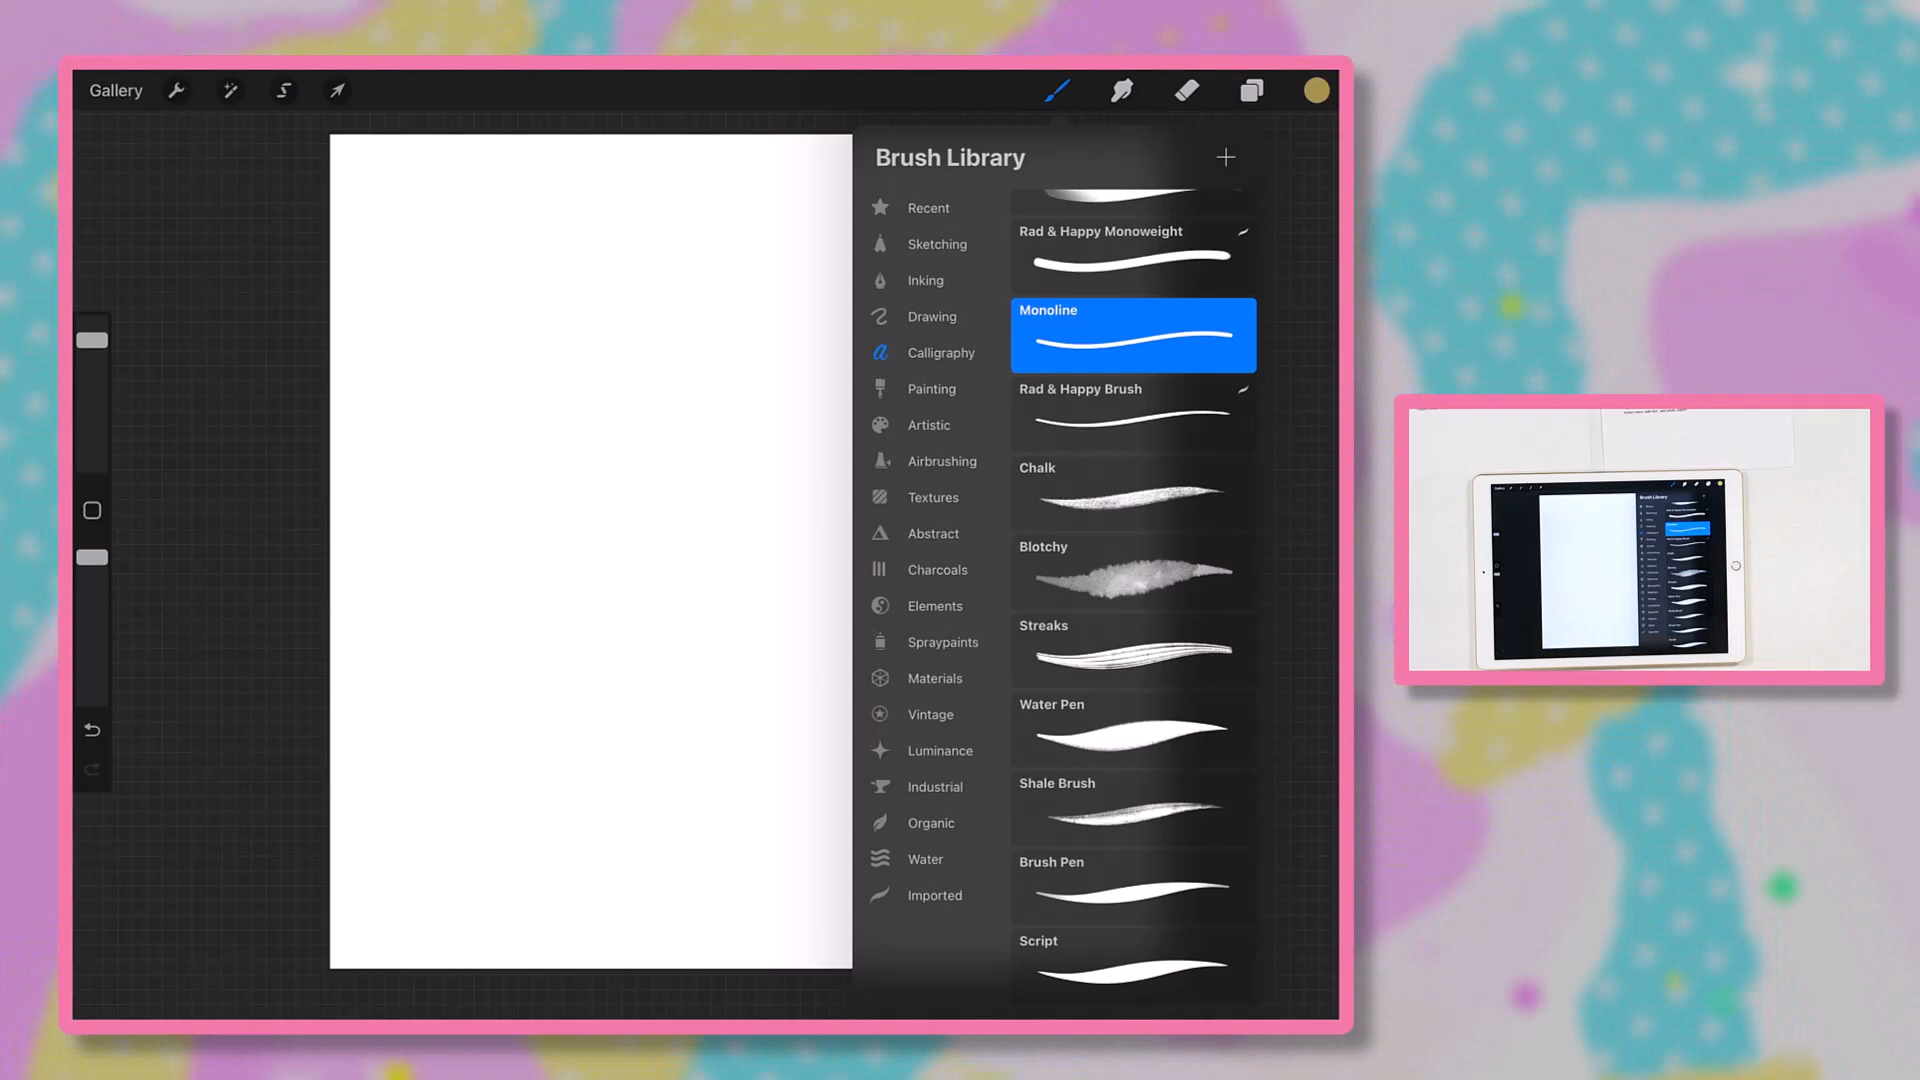 Gallery
Brush Library
Recent
Sketching
Inking
Drawing
Calligraphy
Painting
Artistic
Airbrushing
Textures
Abstract
Charcoals
Elements
Spraypaints
Materials
Vintage
Luminance
Industrial
Organic
Water
Imported
Rad & Happy Monoweight
Monoline
Rad & Happy Brush
Chalk
Blotchy
Streaks
Water Pen
Shale Brush
Brush Pen
Script
Brush Library